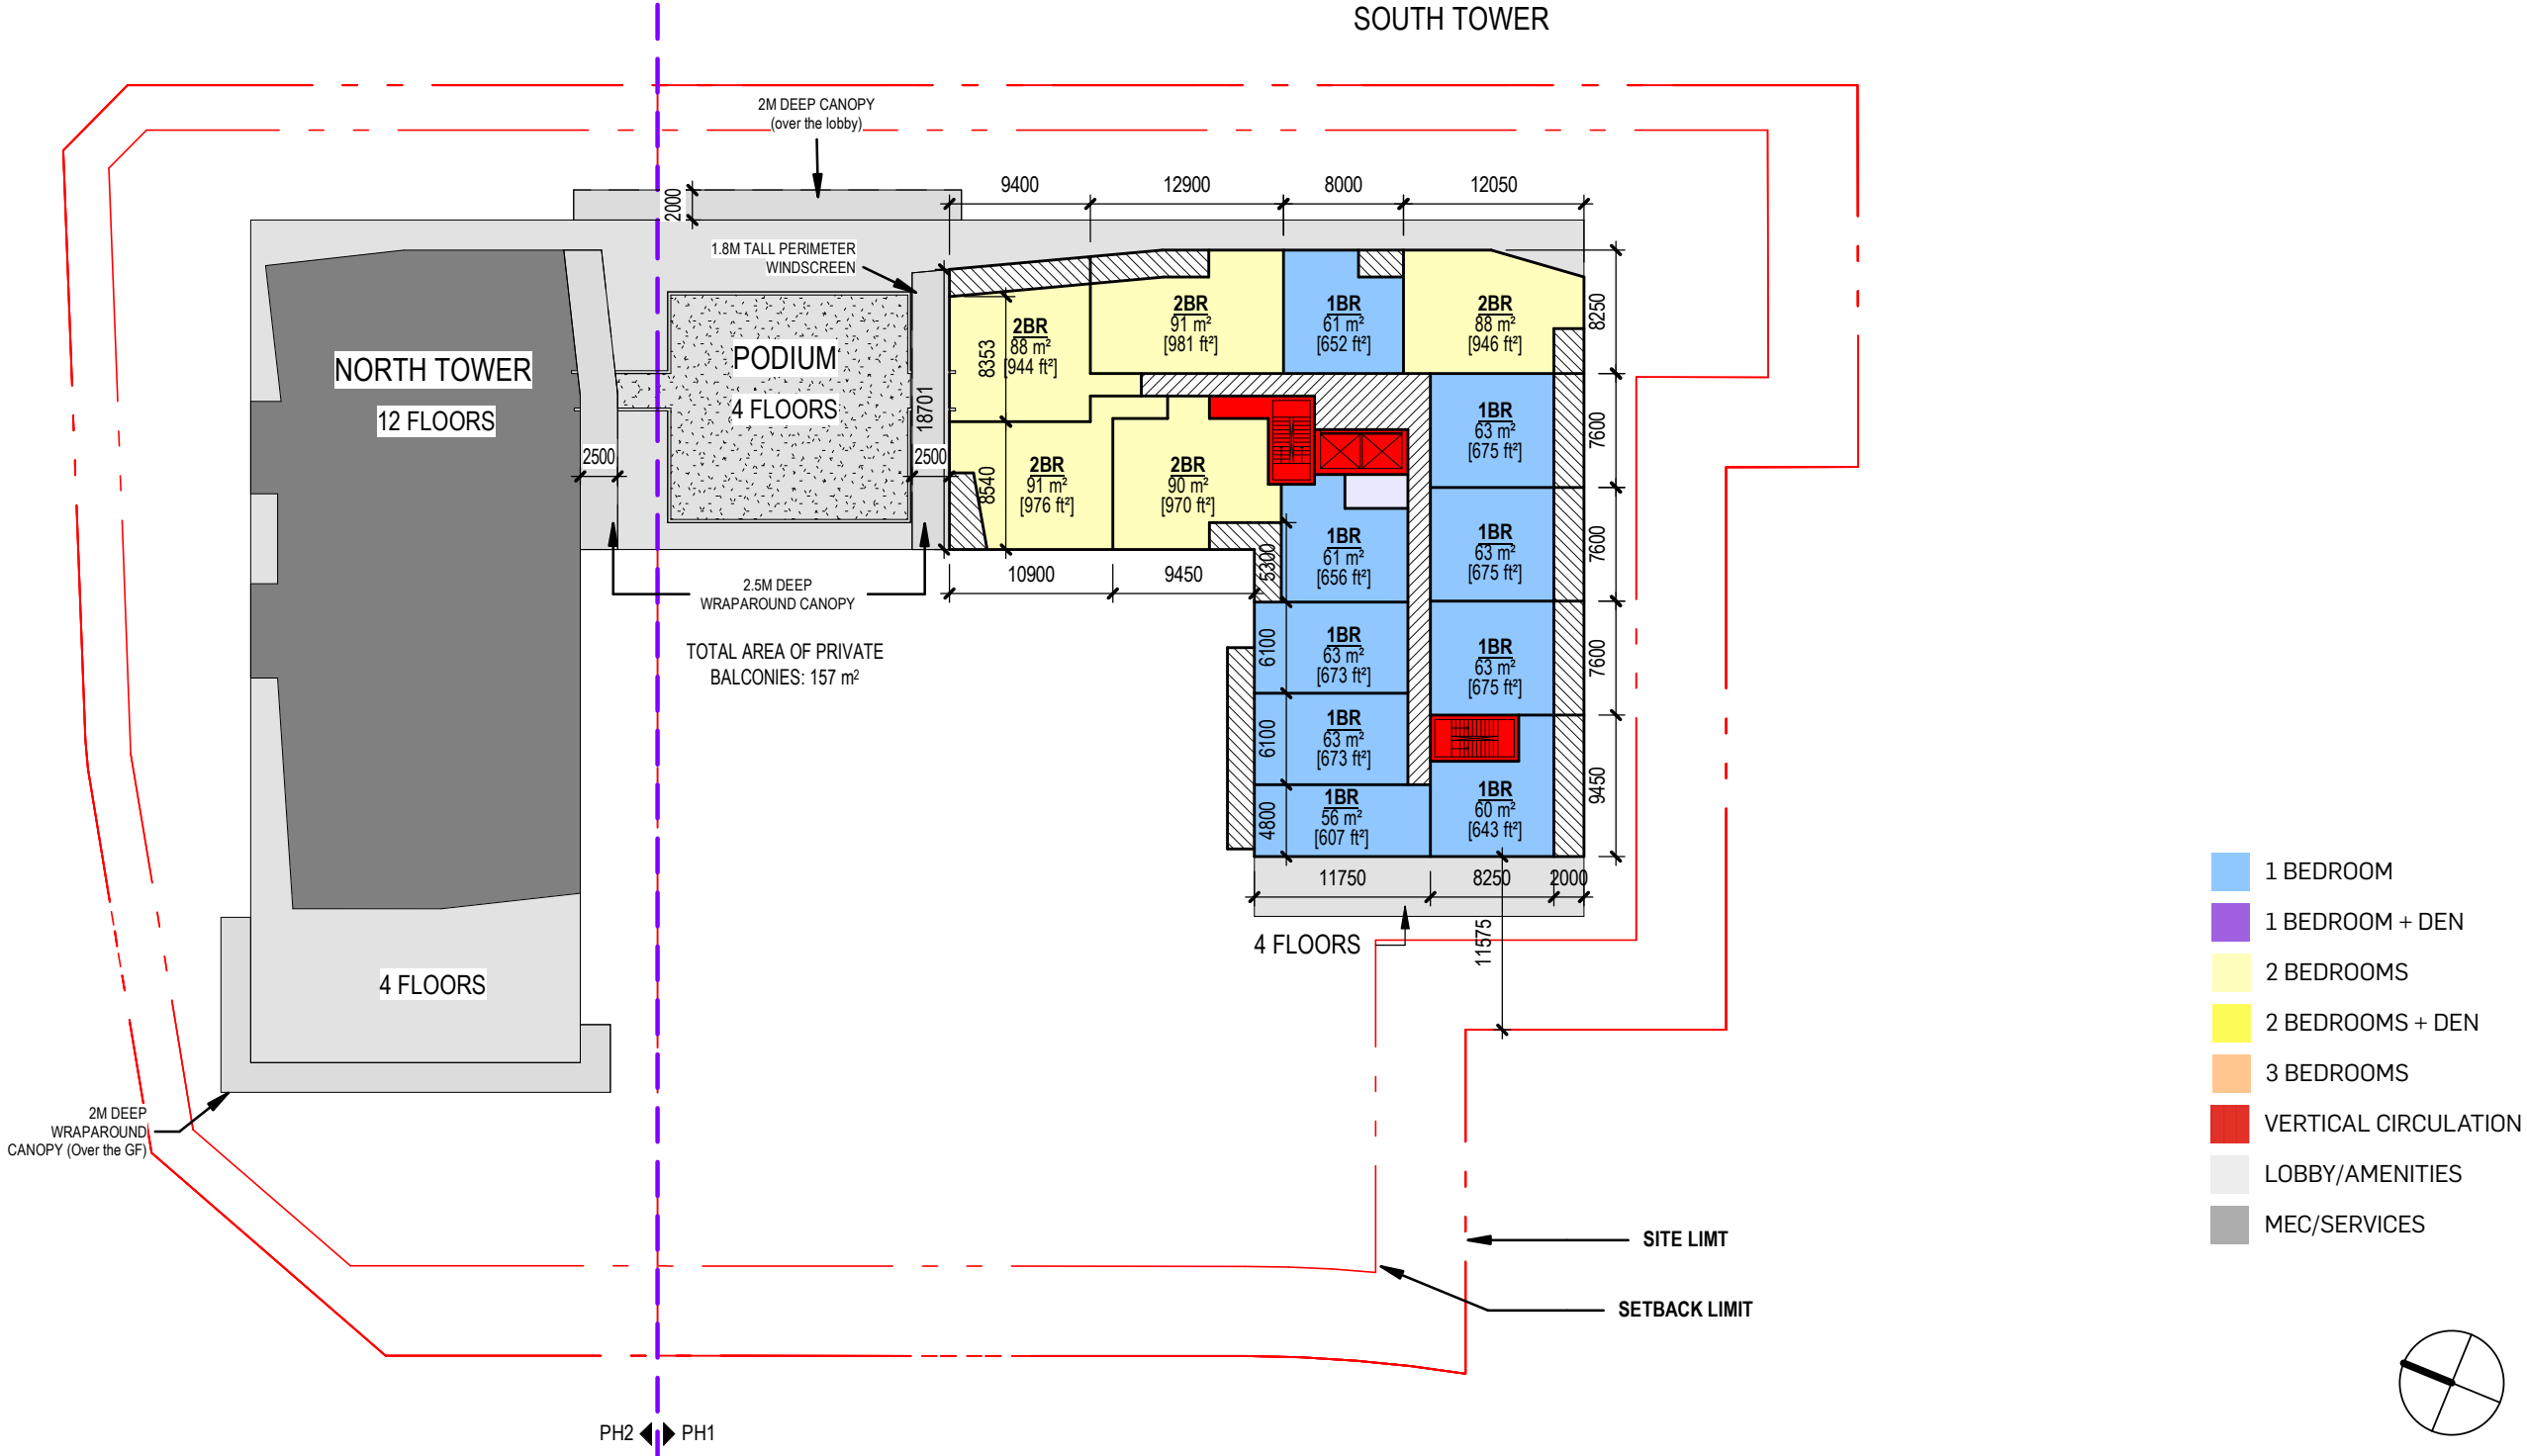 SOUTH TOWER
2M DEEP CANOPY
(over the lobby)
9400
12900
8000
12050
2000
1.8M TALL PERIMETER
WINDSCREEN
2BR
88 m²
[944 ft²]
2BR
91 m²
[981 ft²]
1BR
61 m²
[652 ft²]
2BR
88 m²
[946 ft²]
8250
8353
18701
NORTH TOWER
12 FLOORS
PODIUM
4 FLOORS
1BR
63 m²
[675 ft²]
7600
2500
2500
8540
2BR
91 m²
[976 ft²]
2BR
90 m²
[970 ft²]
1BR
61 m²
[656 ft²]
1BR
63 m²
[675 ft²]
7600
5300
10900
9450
2.5M DEEP
WRAPAROUND CANOPY
TOTAL AREA OF PRIVATE
BALCONIES: 157 m²
6100
1BR
63 m²
[673 ft²]
1BR
63 m²
[675 ft²]
7600
6100
1BR
63 m²
[673 ft²]
4800
1BR
56 m²
[607 ft²]
1BR
60 m²
[643 ft²]
9450
11750
8250
2000
4 FLOORS
11575
4 FLOORS
2M DEEP
WRAPAROUND
CANOPY (Over the GF)
1 BEDROOM
1 BEDROOM + DEN
2 BEDROOMS
2 BEDROOMS + DEN
3 BEDROOMS
VERTICAL CIRCULATION
LOBBY/AMENITIES
MEC/SERVICES
SITE LIMT
SETBACK LIMIT
PH2
PH1